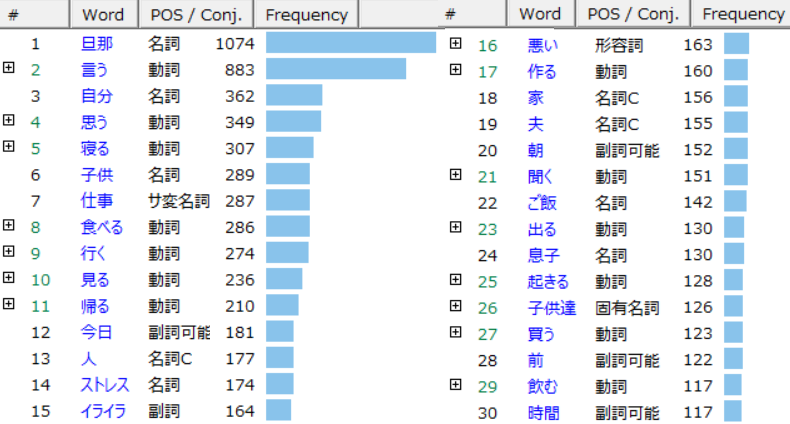 # Word POS / Conj. Frequency
1 旦那 名詞 1074
2 言う 動詞 883
3 自分 名詞 362
4 思う 動詞 349
5 寝る 動詞 307
6 子供 名詞 289
7 仕事 サ変名詞 287
8 食べる 動詞 286
9 行く 動詞 274
10 見る 動詞 236
11 帰る 動詞 210
12 今日 副詞可能 181
13 人 名詞C 177
14 ストレス 名詞 174
15 イライラ 副詞 164
# Word POS / Conj. Frequency
16 悪い 形容詞 163
17 作る 動詞 160
18 家 名詞C 156
19 夫 名詞C 155
20 朝 副詞可能 152
21 聞く 動詞 151
22 ご飯 名詞 142
23 出る 動詞 130
24 息子 名詞 130
25 起きる 動詞 128
26 子供達 固有名詞 126
27 買う 動詞 123
28 前 副詞可能 122
29 飲む 動詞 117
30 時間 副詞可能 117